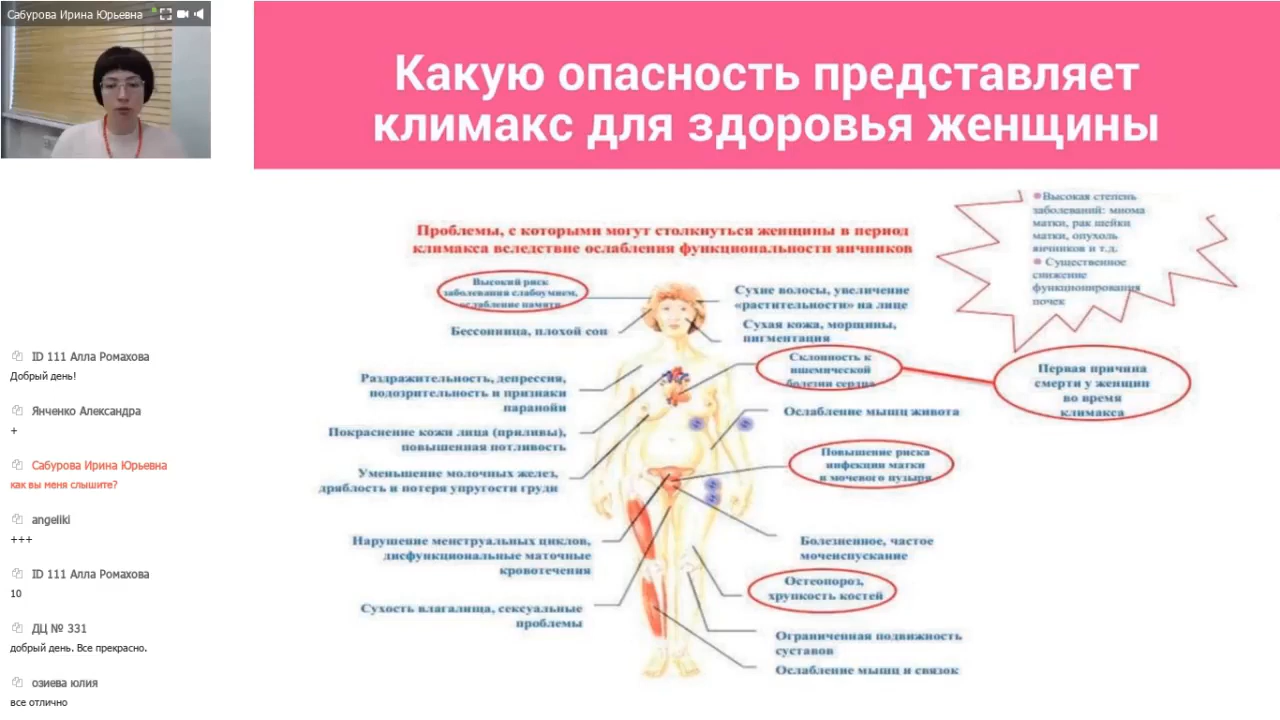 Сабурова Ирина Юрьевна
Какую опасность представляет
климакс для здоровья женщины
Проблемы, с которыми могут столкнуться женщины в период
климакса вследствие ослабления функциональности яичников
Высокая степень
заболеваний: миома
матки, рак шейки
матки, опухоль
яичников и т.д.
Существенное
снижение
функционирования
почек
Высокий риск
заболевания слабоумием,
ослабление памяти
Бессонница, плохой сон
Сухие волосы, увеличение
«растительности» на лице
Сухая кожа, морщины,
пигментация
Склонность к
ишемической
болезни сердца
Первая причина
смерти у женщин
во время
климакса
Раздражительность, депрессия,
подозрительность и признаки
паранойи
Ослабление мышц живота
Покраснение кожи лица (приливы),
повышенная потливость
Повышение риска
инфекции матки
и мочевого пузыря
Уменьшение молочных желез,
дряблость и потеря упругости груди
Нарушение менструальных циклов,
дисфункциональные маточные
кровотечения
Болезненное, частое
мочеиспускание
Остеопороз,
хрупкость костей
Сухость влагалища, сексуальные
проблемы
Ограниченная подвижность
суставов
Ослабление мышц и связок
ID 111 Алла Ромахова
Добрый день!
Янченко Александра
+
Сабурова Ирина Юрьевна
как вы меня слышите?
angeliki
+++
ID 111 Алла Ромахова
10
ДЦ № 331
добрый день. Все прекрасно.
озиева юлия
все отлично